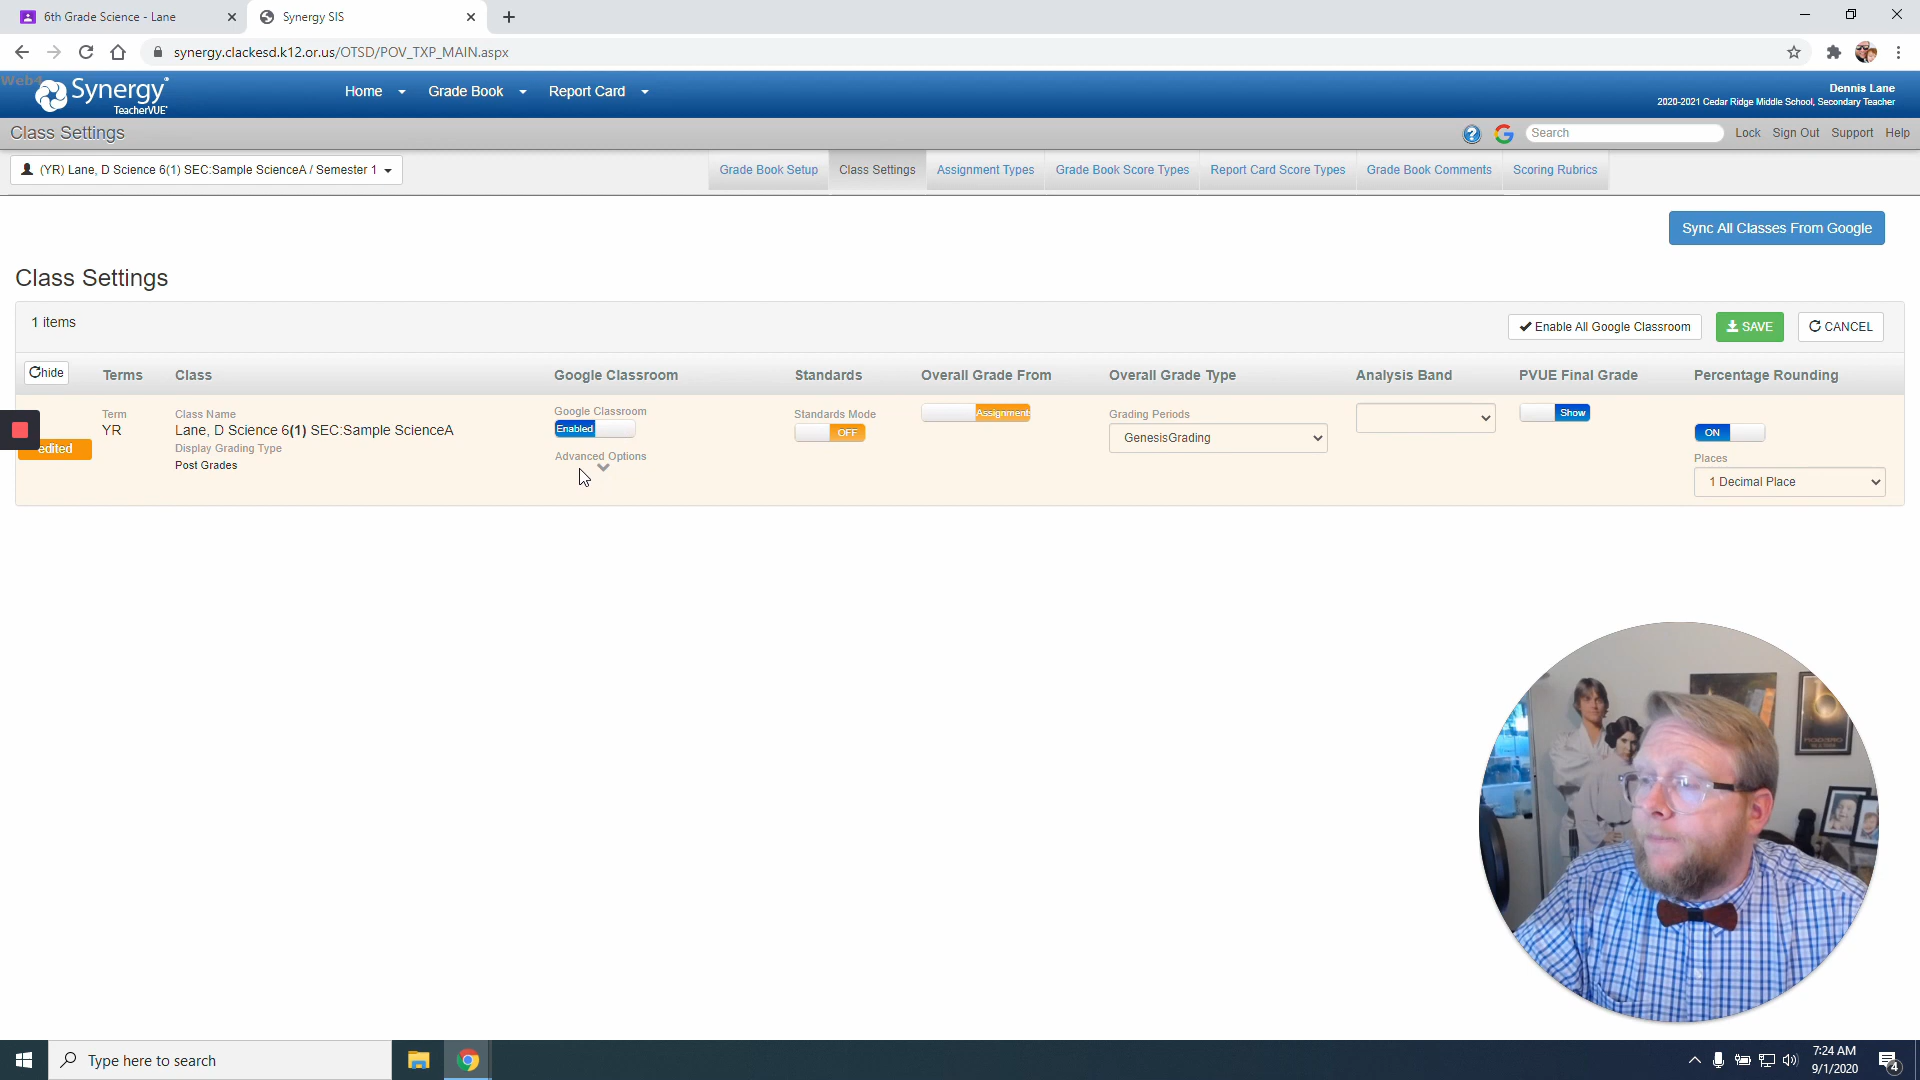 6th Grade Science - Lane
Synergy SIS
synergy.clackesd.k12.or.us/OTSD/POV_TXP_MAIN.aspx
Synergy
TeacherVUE
Home
Grade Book
Report Card
Dennis Lane
2020-2021 Cedar Ridge Middle School, Secondary Teacher
Class Settings
Search
Lock
Sign Out
Support
Help
(YR) Lane, D Science 6(1) SEC:Sample ScienceA / Semester 1
Grade Book Setup
Class Settings
Assignment Types
Grade Book Score Types
Report Card Score Types
Grade Book Comments
Scoring Rubrics
Sync All Classes From Google
Class Settings
1 items
Enable All Google Classroom
SAVE
CANCEL
hide
Terms
Class
Google Classroom
Standards
Overall Grade From
Overall Grade Type
Analysis Band
PVUE Final Grade
Percentage Rounding
edited
Term
YR
Class Name
Lane, D Science 6(1) SEC:Sample ScienceA
Display Grading Type
Post Grades
Google Classroom
Enabled
Advanced Options
Standards Mode
OFF
Assignments
Grading Periods
GenesisGrading
Show
ON
Places
1 Decimal Place
Type here to search
7:24 AM
9/1/2020
4